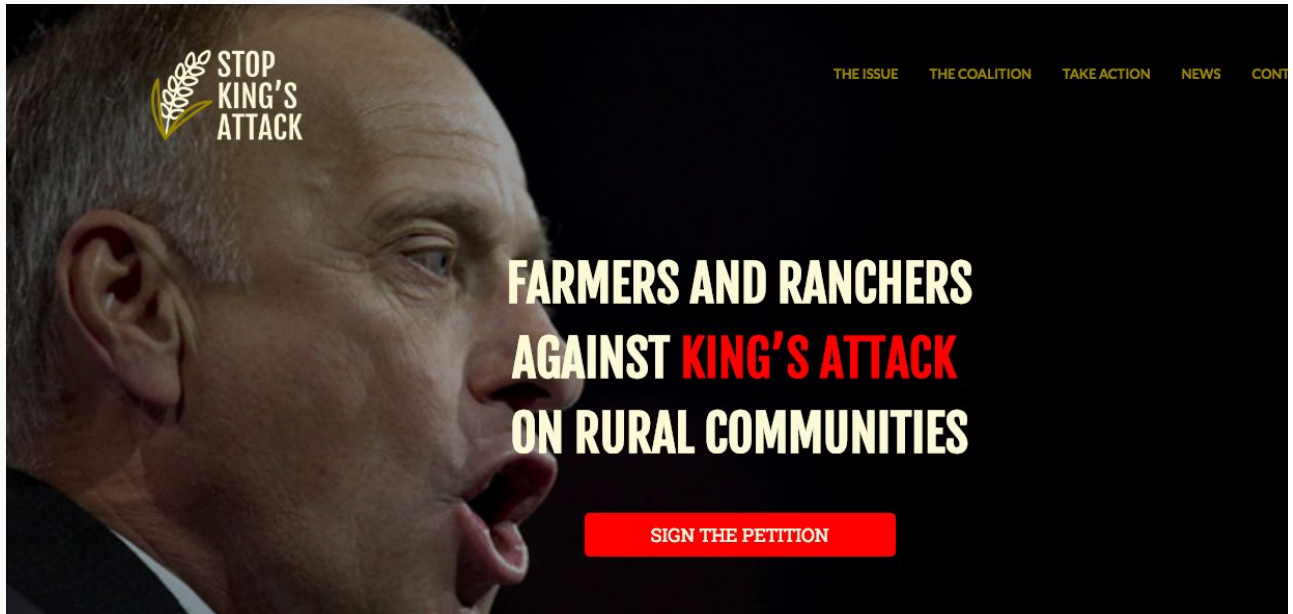 STOP
KING'S
ATTACK
THE ISSUE THE COALITION TAKE ACTION NEWS CONT
FARMERS AND RANCHERS
AGAINST KING'S ATTACK
ON RURAL COMMUNITIES
SIGN THE PETITION